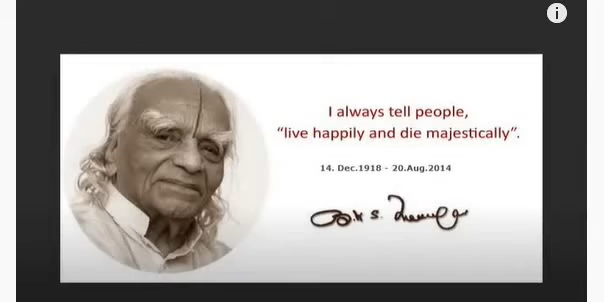 I always tell people,
“live happily and die majestically”.
14. Dec.1918 - 20.Aug.2014